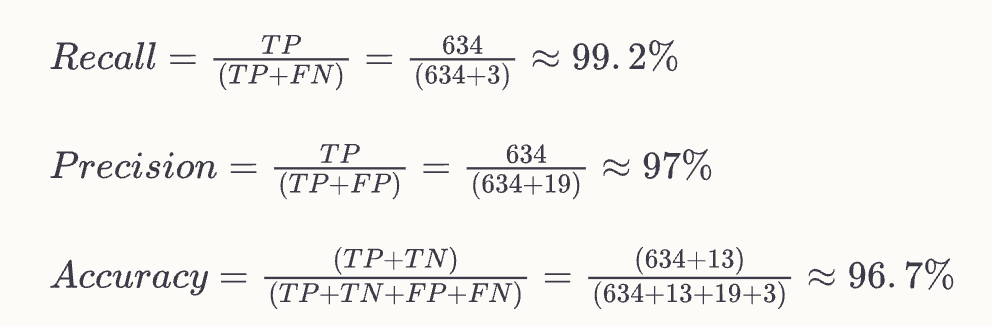 Recall = TP/(TP+FN) = 634/(634+3) ≈ 99.2%
Precision = TP/(TP+FP) = 634/(634+19) ≈ 97%
Accuracy = (TP+TN)/(TP+TN+FP+FN) = (634+13)/(634+13+19+3) ≈ 96.7%